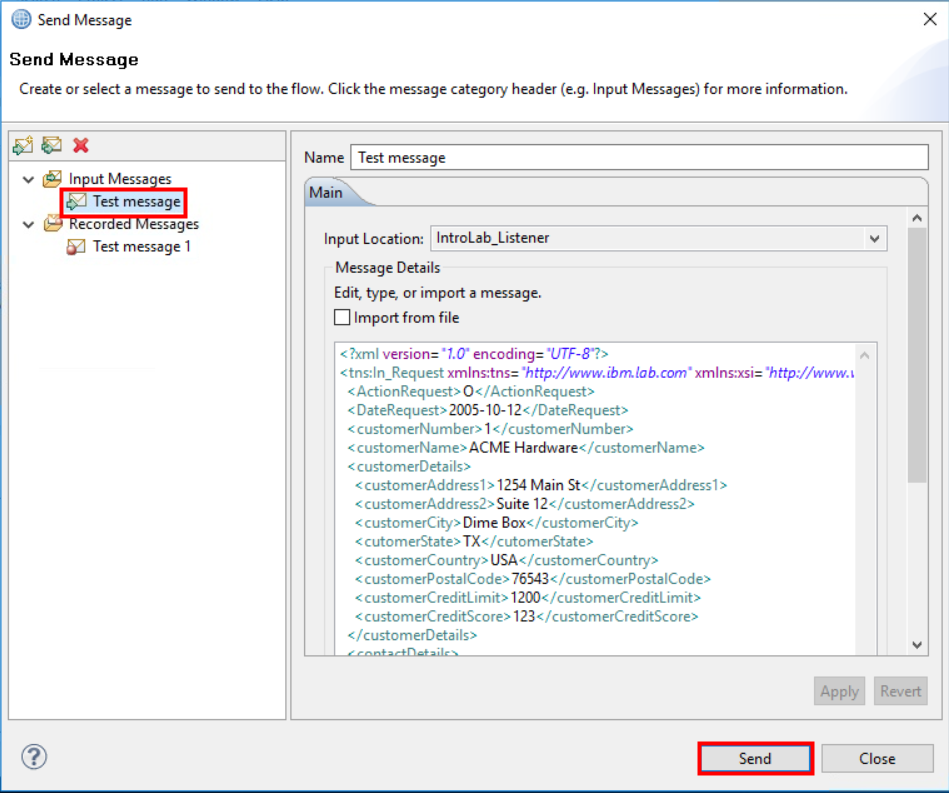 Send Message
Send Message
Create or select a message to send to the flow. Click the message category header (e.g. Input Messages) for more information.
Input Messages
Test message
Recorded Messages
Test message 1
Name Test message
Main
Input Location: IntroLab_Listener
Message Details
Edit, type, or import a message.
Import from file
<?xml version="1.0" encoding="UTF-8"?>
<tns:In_Request xmlns:tns="http://www.ibm.lab.com" xmlns:xsi="http://www.
<ActionRequest>O</ActionRequest>
<DateRequest>2005-10-12</DateRequest>
<customerNumber>1</customerNumber>
<customerName>ACME Hardware</customerName>
<customerDetails>
<customerAddress1>1254 Main St</customerAddress1>
<customerAddress2>Suite 12</customerAddress2>
<customerCity>Dime Box</customerCity>
<cutomerState>TX</cutomerState>
<customerCountry>USA</customerCountry>
<customerPostalCode>76543</customerPostalCode>
<customerCreditLimit>1200</customerCreditLimit>
<customerCreditScore>123</customerCreditScore>
</customerDetails>
<contactDetails>
Apply Revert
? Send Close